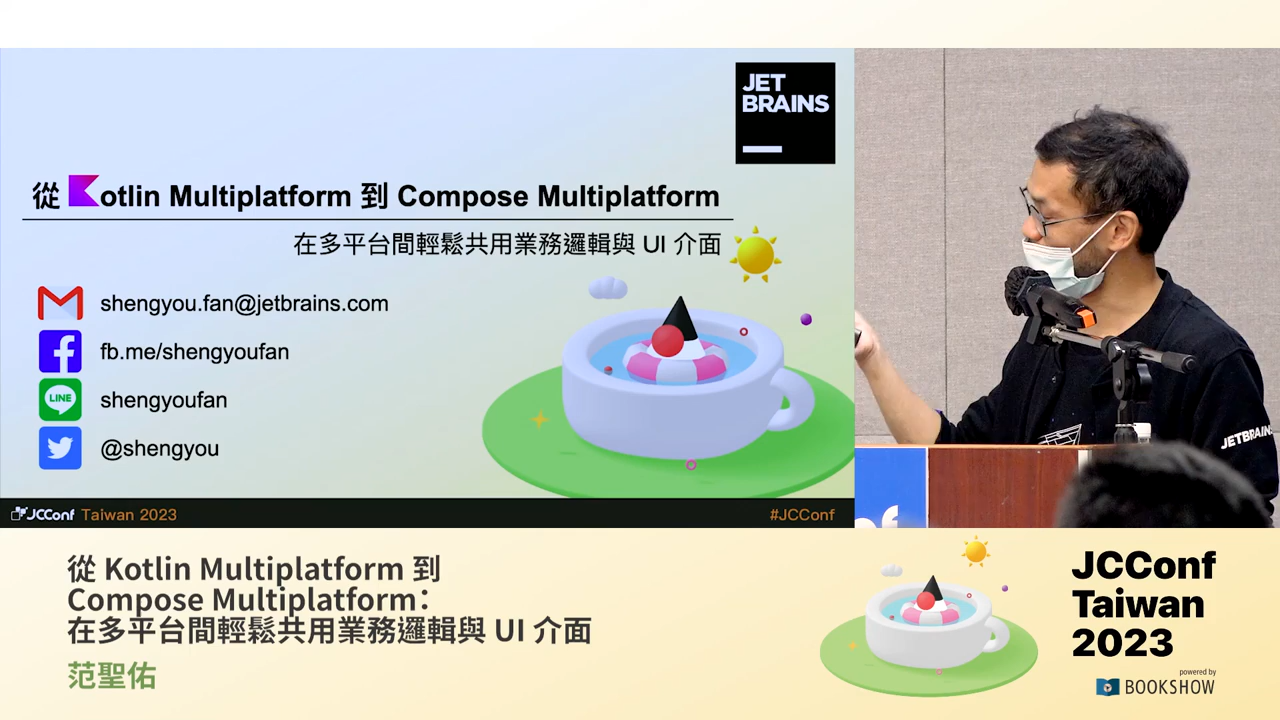 JET
BRAINS
從 Kotlin Multiplatform 到 Compose Multiplatform
在多平台間輕鬆共用業務邏輯與 UI 介面
shengyou.fan@jetbrains.com
fb.me/shengyoufan
LINE
shengyoufan
@shengyou
JCConf Taiwan 2023
#JCConf
JETBRAINS
從 Kotlin Multiplatform 到
Compose Multiplatform：
在多平台間輕鬆共用業務邏輯與 UI 介面
范聖佑
JCConf
Taiwan
2023
powered by
BOOKSHOW